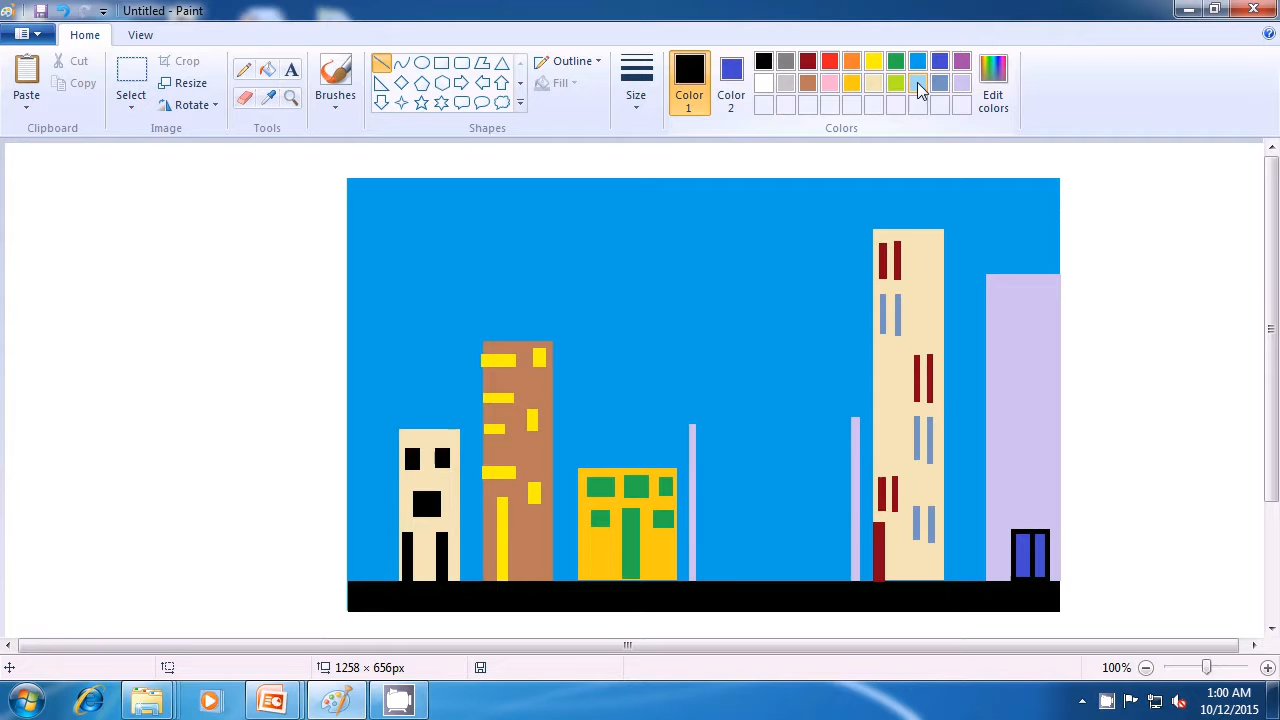 Untitled - Paint
Home
View
Paste
Cut
Copy
Clipboard
Select
Crop
Resize
Rotate
Image
A
Tools
Brushes
Outline
Fill
Shapes
Size
Color 1
Color 2
Edit colors
Colors
1258 × 656px
100%
1:00 AM
10/12/2015